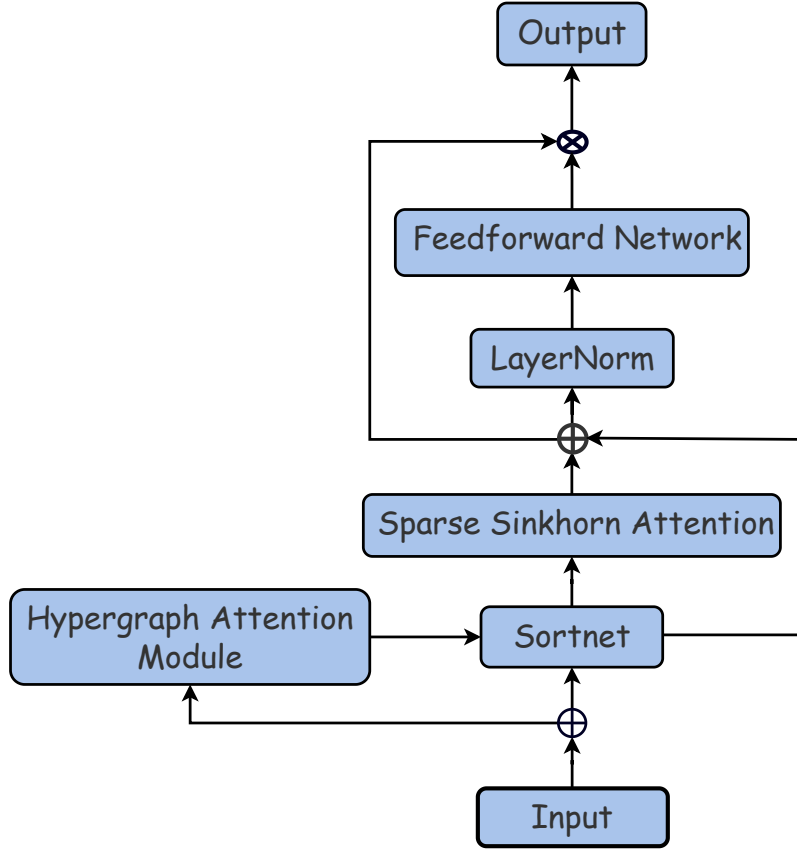 Output
Feedforward Network
LayerNorm
Sparse Sinkhorn Attention
Hypergraph Attention
Module
Sortnet
Input